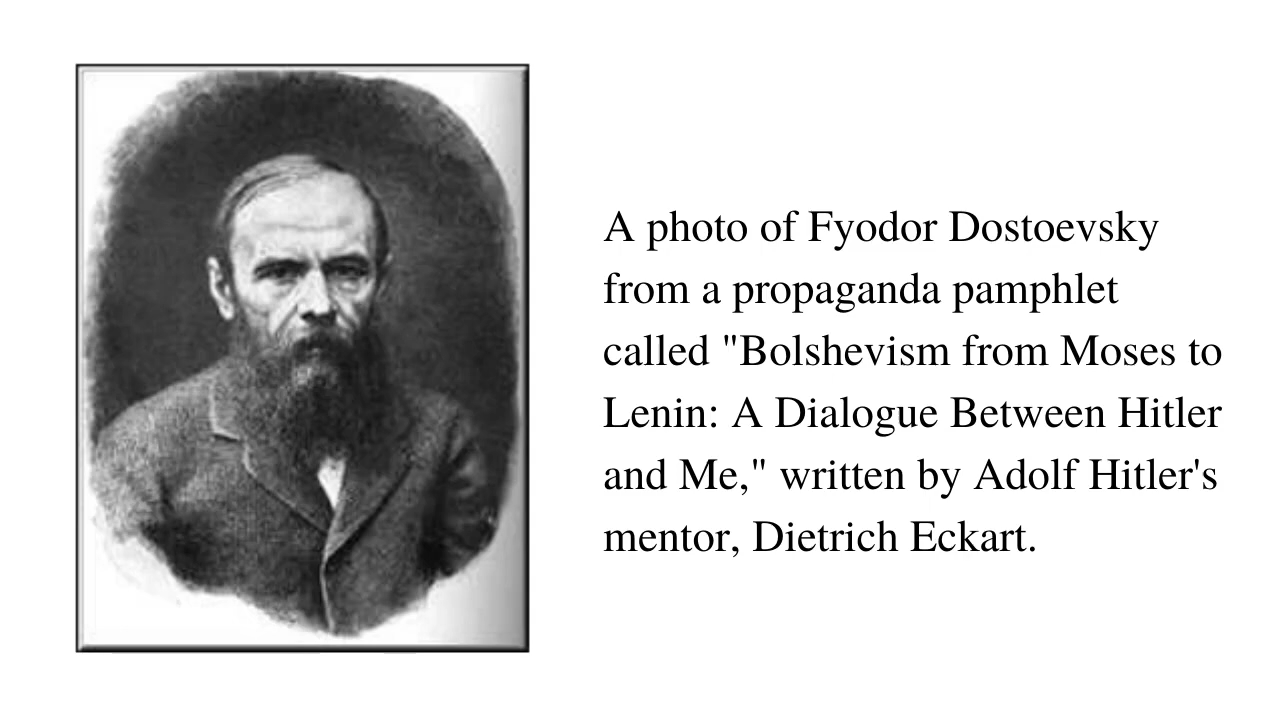 A photo of Fyodor Dostoevsky
from a propaganda pamphlet
called "Bolshevism from Moses to
Lenin: A Dialogue Between Hitler
and Me," written by Adolf Hitler's
mentor, Dietrich Eckart.